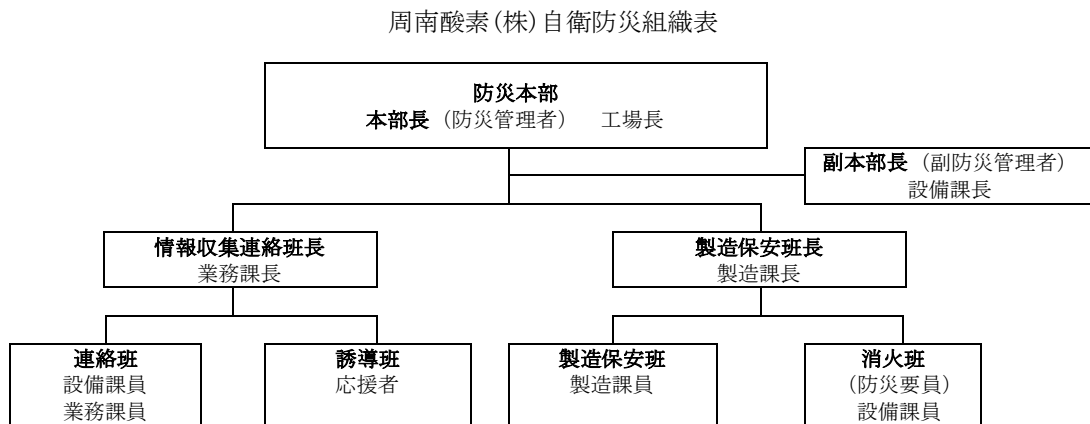 周南酸素(株)自衛防災組織表
防災本部
本部長(防災管理者) 工場長
副本部長(副防災管理者)
設備課長
情報収集連絡班長
業務課長
製造保安班長
製造課長
連絡班
設備課員
業務課員
誘導班
応援者
製造保安班
製造課員
消火班
(防災要員)
設備課員